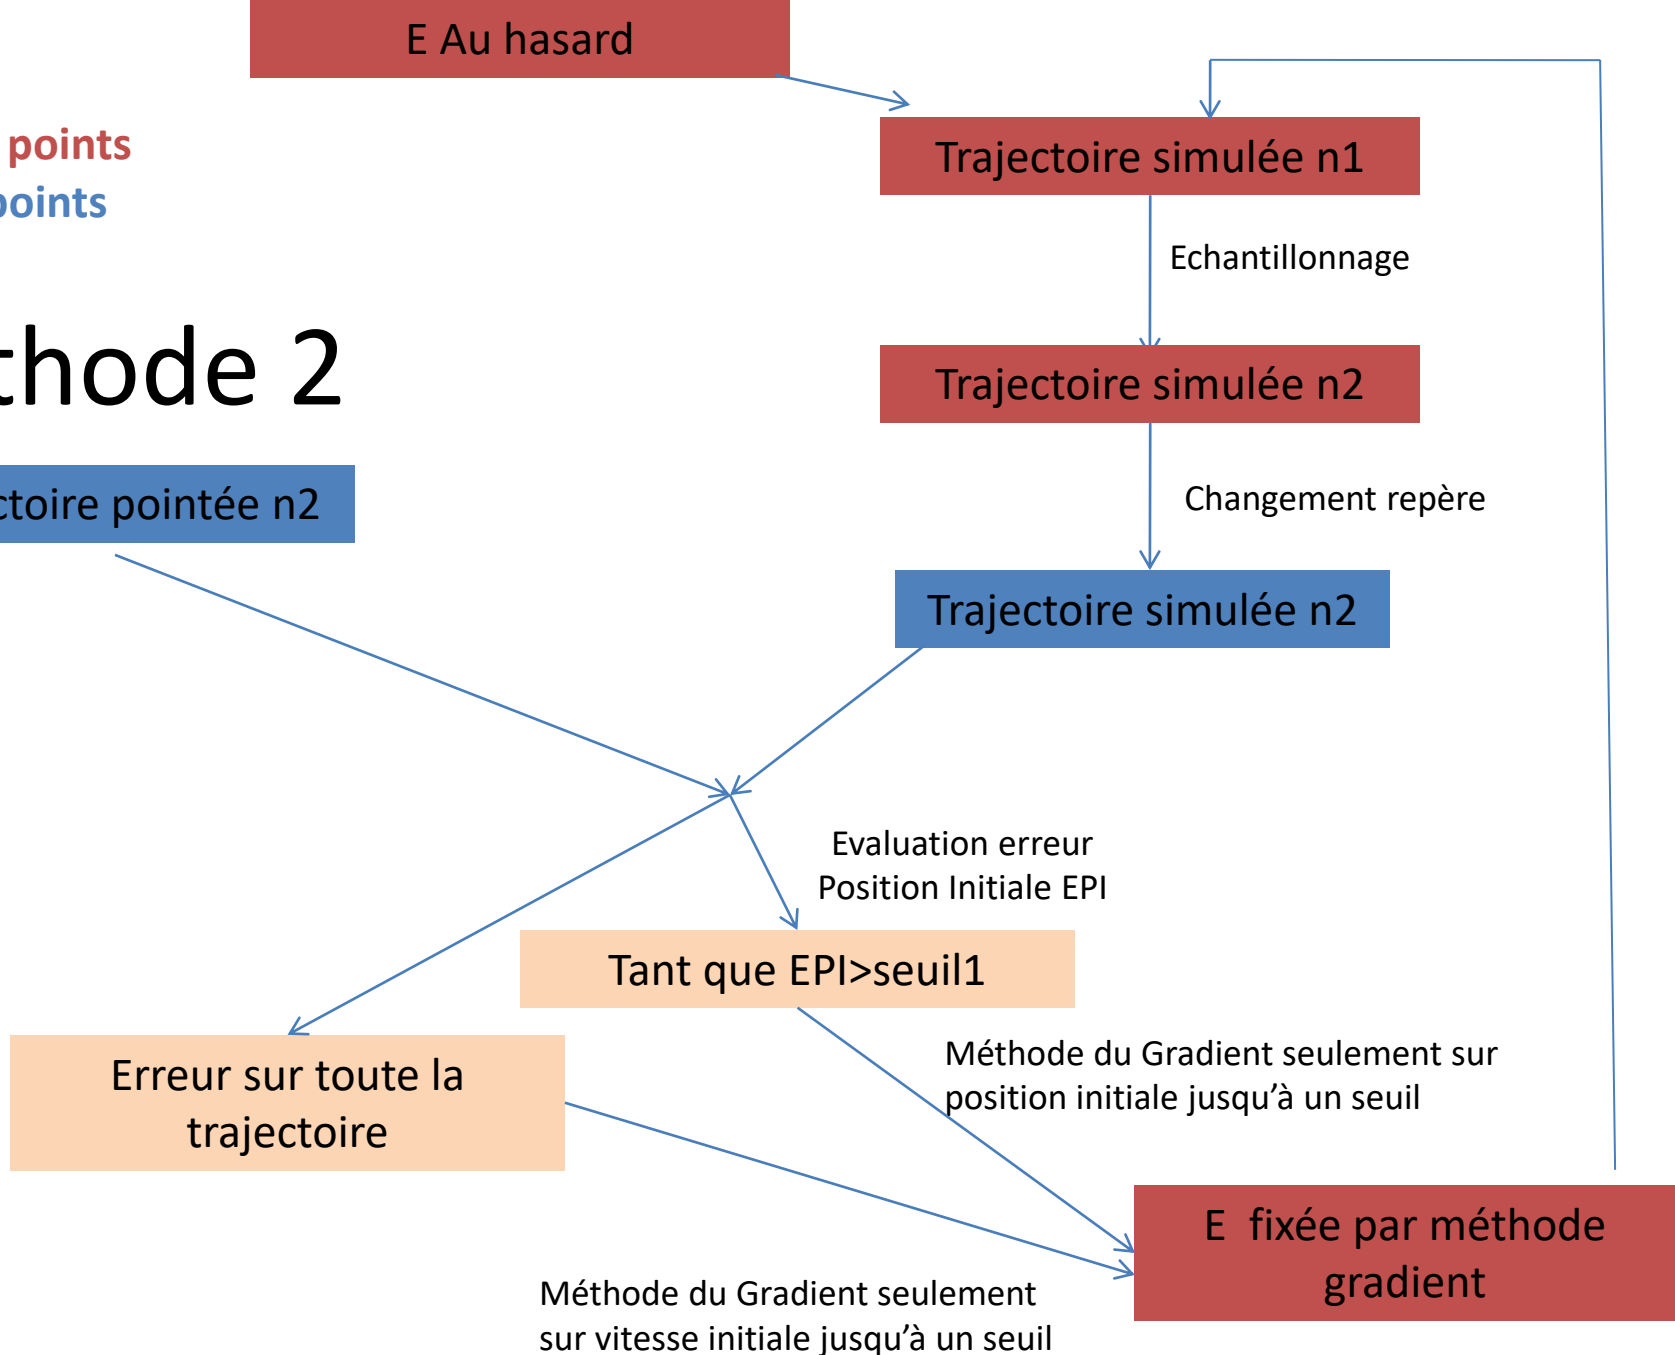 E Au hasard
points
points
Trajectoire simulée n1
Echantillonnage
thode 2
Trajectoire simulée n2
ctoire pointée n2
Changement repère
Trajectoire simulée n2
Evaluation erreur
Position Initiale EPI
Tant que EPI>seuil1
Erreur sur toute la
trajectoire
Méthode du Gradient seulement sur
position initiale jusqu’à un seuil
E fixée par méthode
gradient
Méthode du Gradient seulement
sur vitesse initiale jusqu’à un seuil